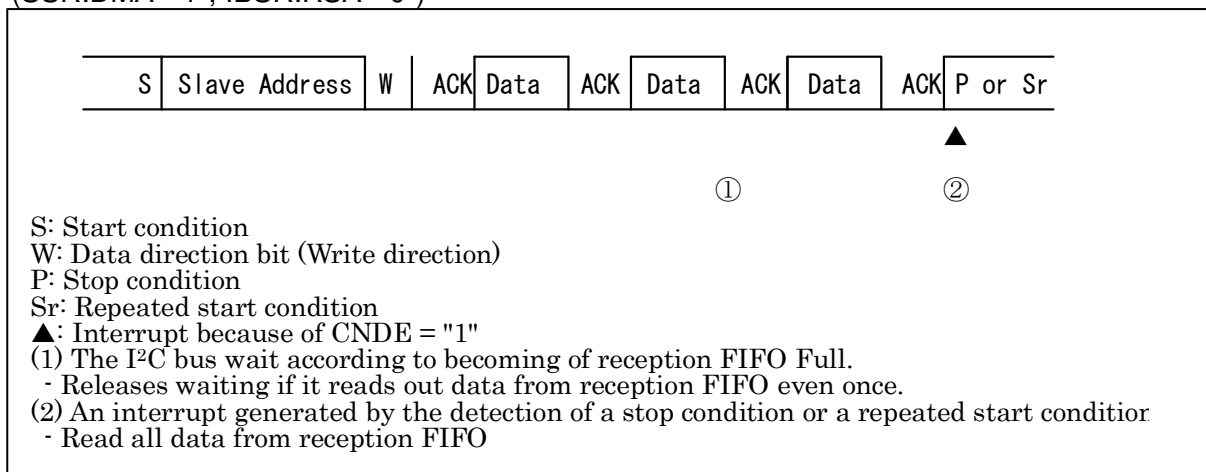 S Slave Address W ACK Data ACK Data ACK Data ACK P or Sr
▲
① ②
S: Start condition
W: Data direction bit (Write direction)
P: Stop condition
Sr: Repeated start condition
▲: Interrupt because of CNDE = "1"
(1) The I²C bus wait according to becoming of reception FIFO Full.
- Releases waiting if it reads out data from reception FIFO even once.
(2) An interrupt generated by the detection of a stop condition or a repeated start condition
- Read all data from reception FIFO